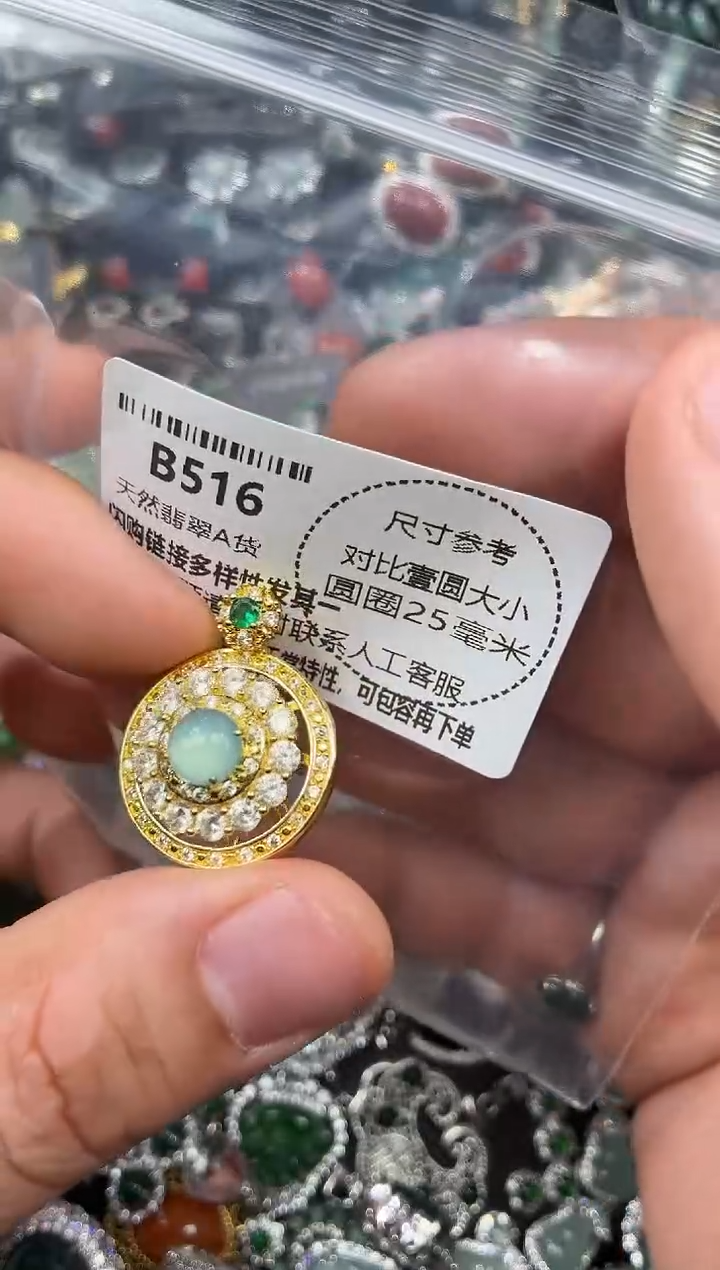 B516
天然翡翠A货
闪购链接多样性发其一
联系人工客服
特性，可包容再下单
尺寸参考
对比壹圆大小
圆圈25毫米